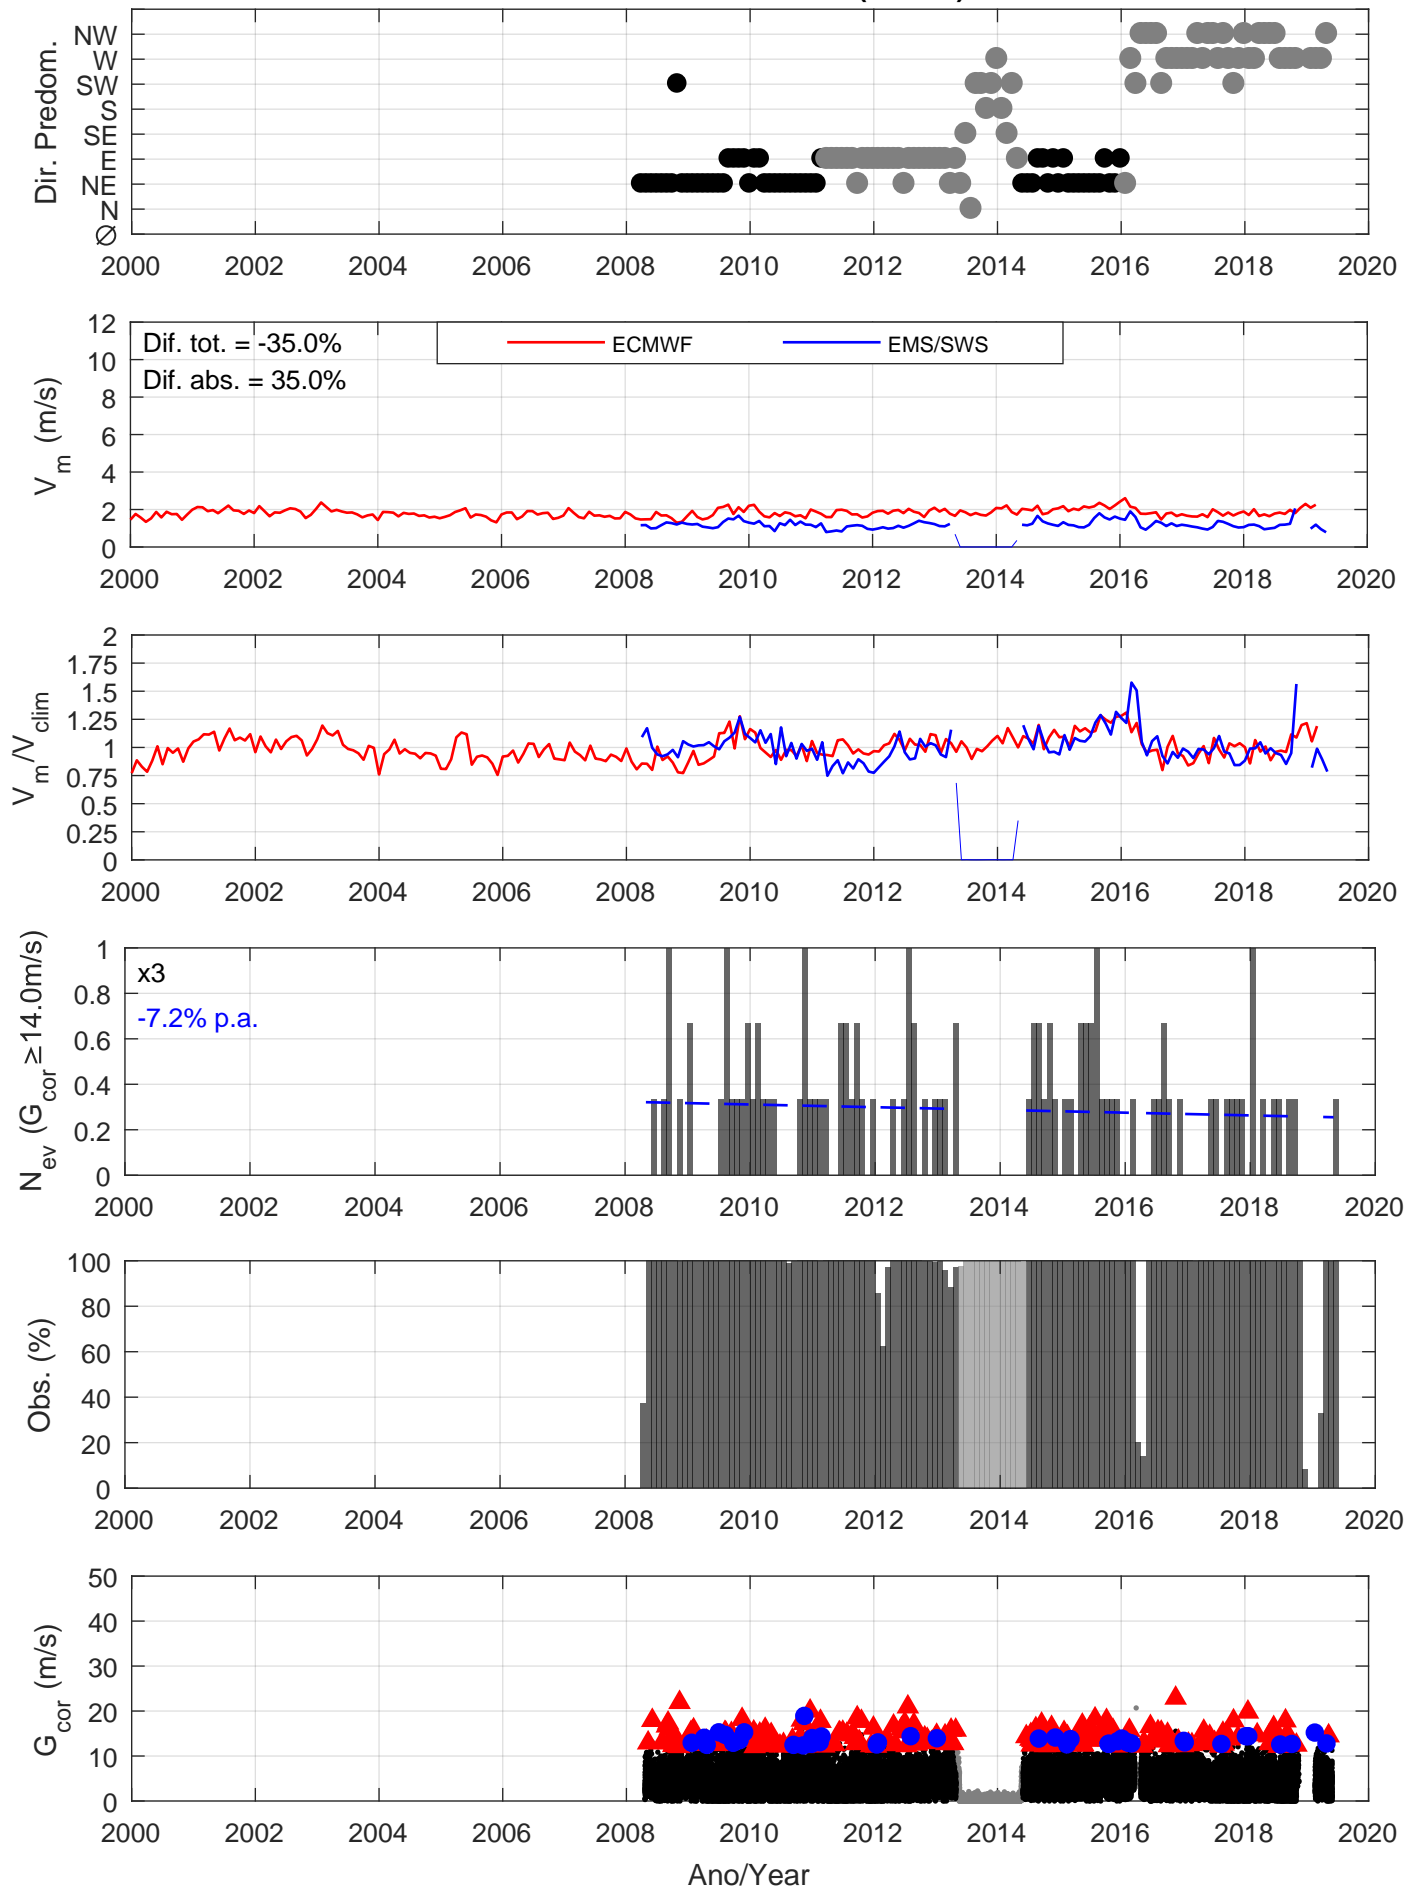 NW
W
SW
S
SE
E
NE
N
Ø
Dir. Predom.
2000 2002 2004 2006 2008 2010 2012 2014 2016 2018 2020
12
10
8
6
4
2
0
V_m (m/s)
Dif. tot. = -35.0%
Dif. abs. = 35.0%
ECMWF
EMS/SWS
2000 2002 2004 2006 2008 2010 2012 2014 2016 2018 2020
2
1.75
1.5
1.25
1
0.75
0.5
0.25
0
V_m/V_clim
2000 2002 2004 2006 2008 2010 2012 2014 2016 2018 2020
1
0.8
0.6
0.4
0.2
0
N_ev (G_cor ≥14.0m/s)
x3
-7.2% p.a.
2000 2002 2004 2006 2008 2010 2012 2014 2016 2018 2020
100
80
60
40
20
0
Obs. (%)
2000 2002 2004 2006 2008 2010 2012 2014 2016 2018 2020
50
40
30
20
10
0
G_cor (m/s)
2000 2002 2004 2006 2008 2010 2012 2014 2016 2018 2020
Ano/Year